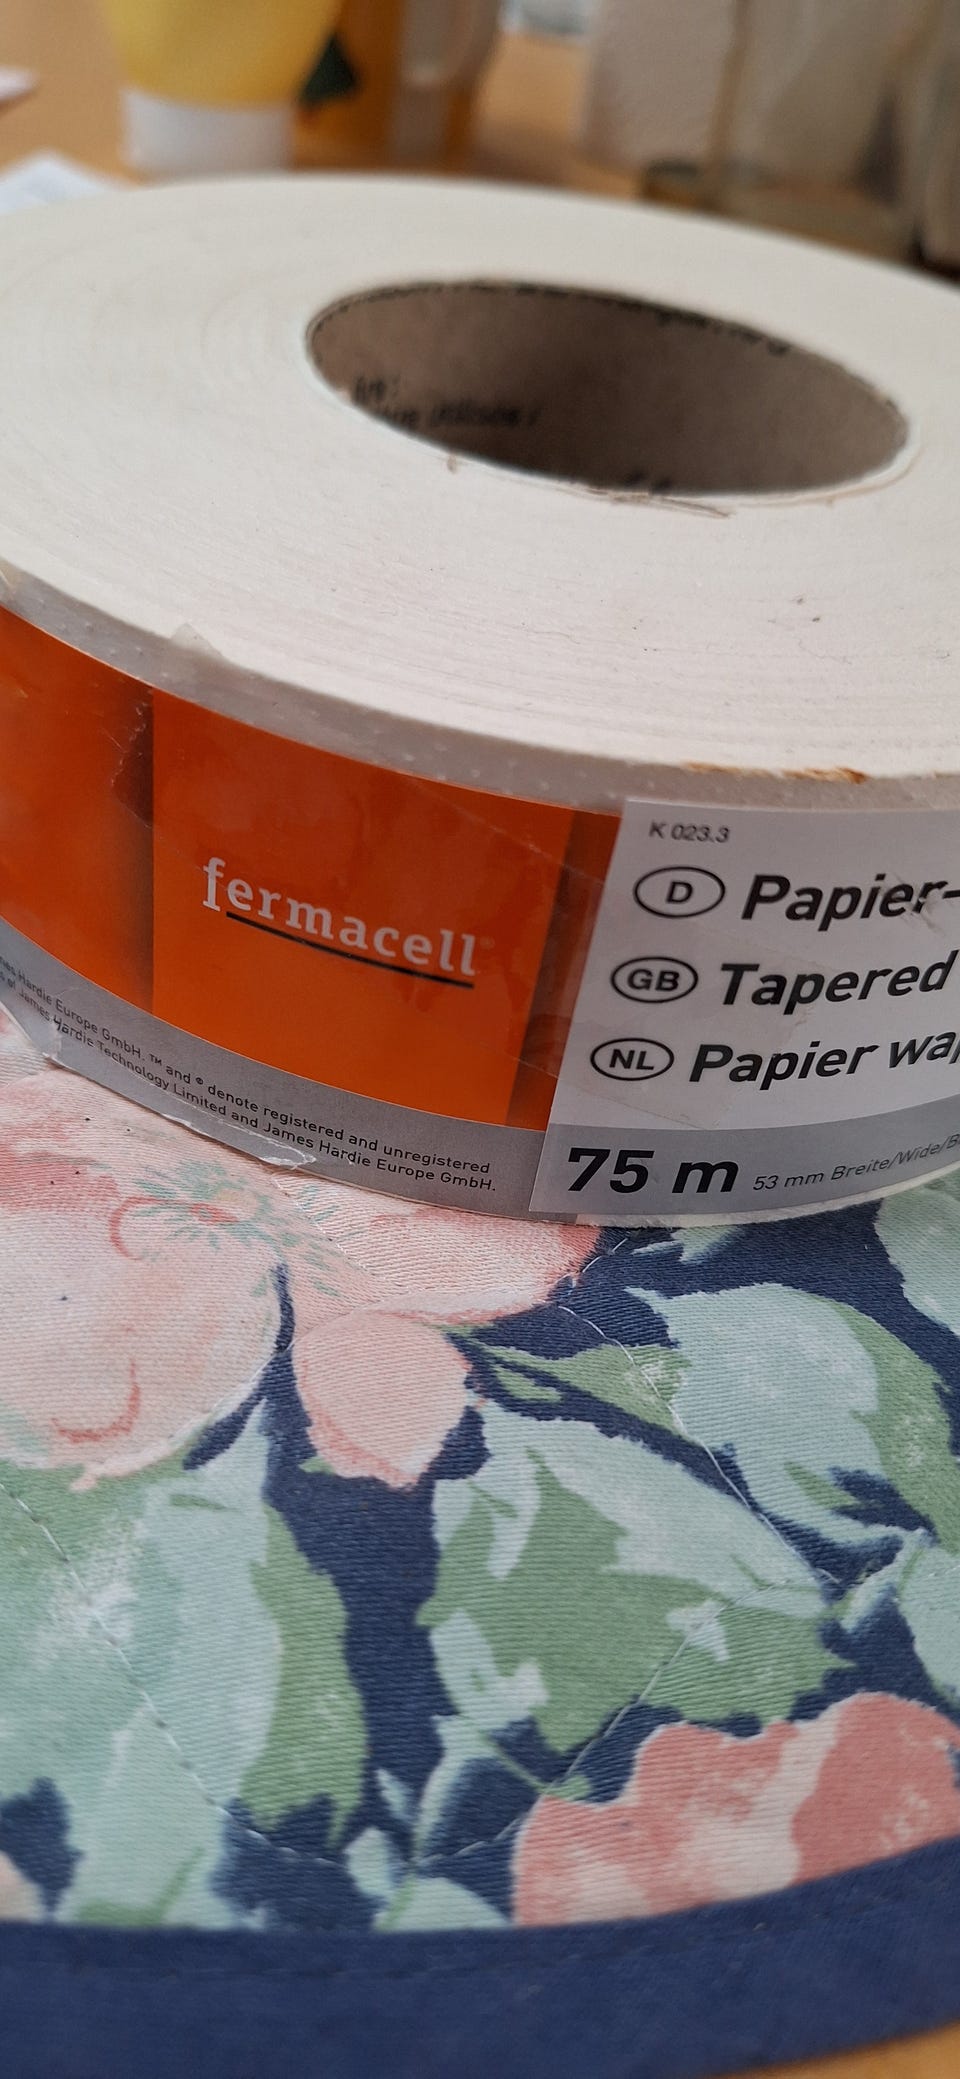 fermacell®
K 023.3
D Papier-
GB Tapered
NL Papier
75 m 53 mm Breite/Wide/
James Hardie Europe GmbH. ™ and ® denote registered and unregistered
of James Hardie Technology Limited and James Hardie Europe GmbH.